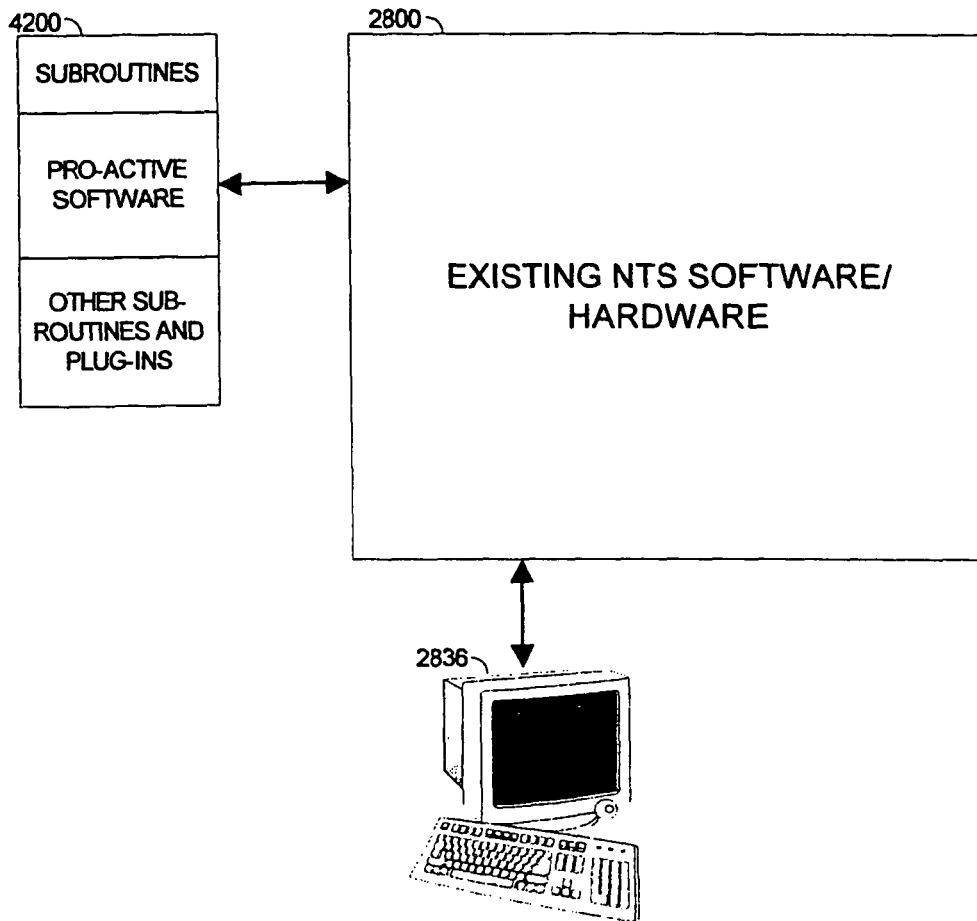 4200
SUBROUTINES
PRO-ACTIVE
SOFTWARE
OTHER SUB-
ROUTINES AND
PLUG-INS
2800
EXISTING NTS SOFTWARE/
HARDWARE
2836